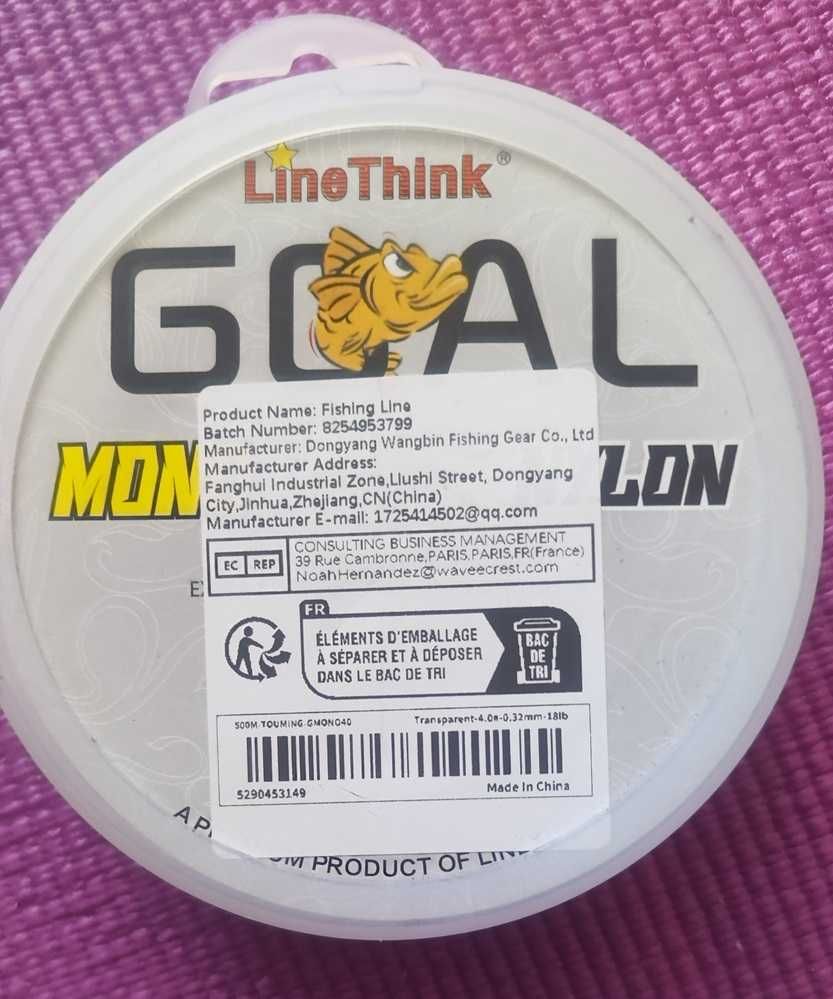 LineThink®
GOAL
Product Name: Fishing Line
Batch Number: 8254953799
Manufacturer: Dongyang Wangbin Fishing Gear Co., Ltd
Manufacturer Address:
Fanghui Industrial Zone,Liushi Street, Dongyang
City,Jinhua,Zhejiang,CN(China)
Manufacturer E-mail: 1725414502@qq.com
MON YLON
EC REP
CONSULTING BUSINESS MANAGEMENT
39 Rue Cambronne,PARIS,PARIS,FR(France)
NoahHernandez@waveecrest.com
FR
ÉLÉMENTS D'EMBALLAGE
À SÉPARER ET À DÉPOSER
DANS LE BAC DE TRI
BAC
DE
TRI
500M-TOUMING-GMONO40 Transparent-4.0#-0.32mm-18lb
5290453149 Made In China
A P UM PRODUCT OF LINE